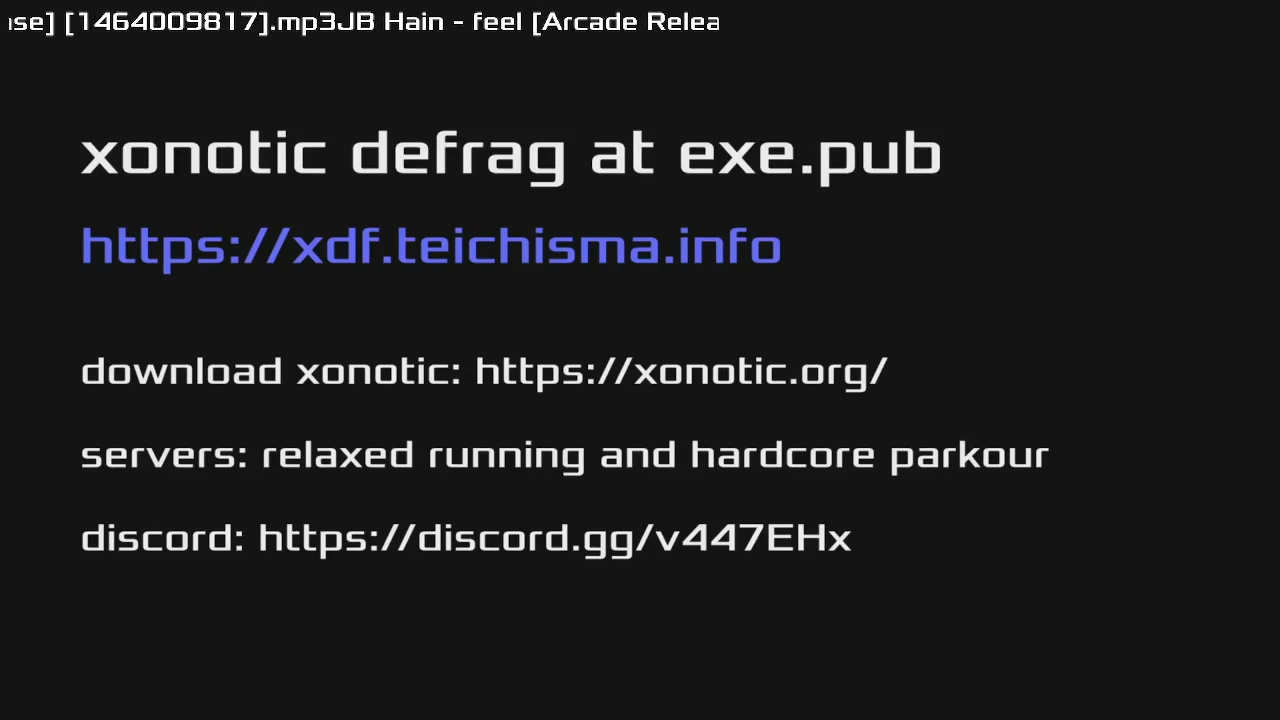 ase] [1464009817].mp3JB Hain - feel [Arcade Relea
xonotic defrag at exe.pub
https://xdf.teichisma.info
download xonotic: https://xonotic.org/
servers: relaxed running and hardcore parkour
discord: https://discord.gg/v447EHx